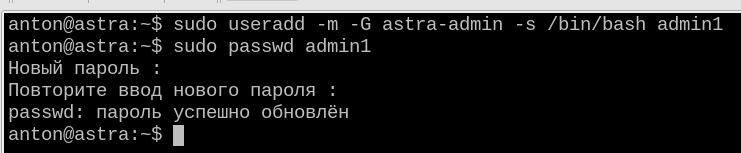 anton@astra:~$ sudo useradd -m -G astra-admin -s /bin/bash admin1
anton@astra:~$ sudo passwd admin1
Новый пароль :
Повторите ввод нового пароля :
passwd: пароль успешно обновлён
anton@astra:~$